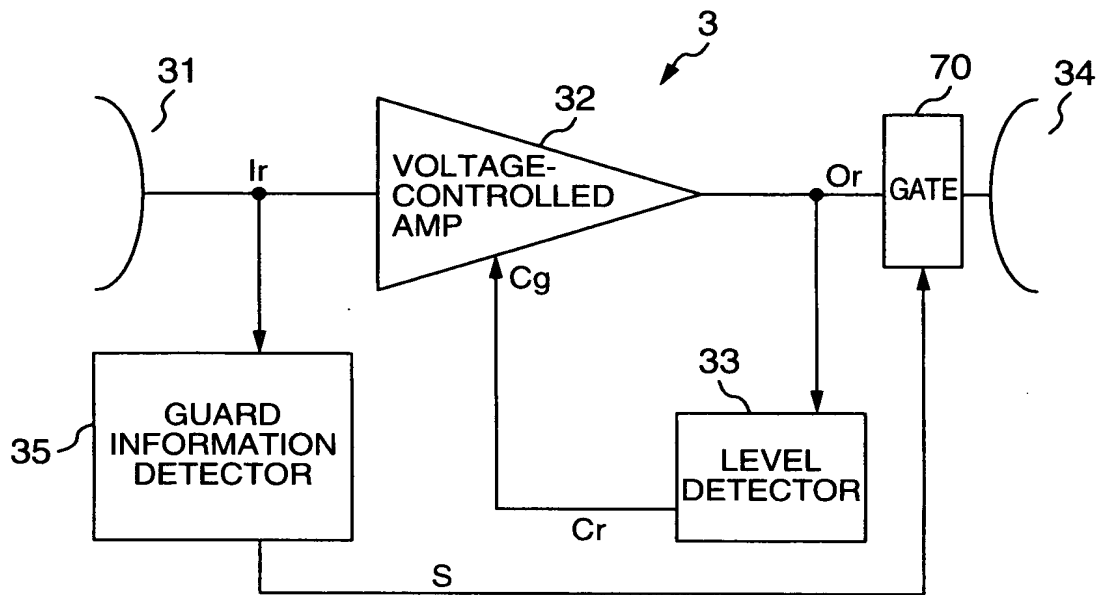 3
31
32
70
34
Ir
VOLTAGE-
CONTROLLED
AMP
Or
GATE
Cg
33
35
GUARD
INFORMATION
DETECTOR
LEVEL
DETECTOR
Cr
S